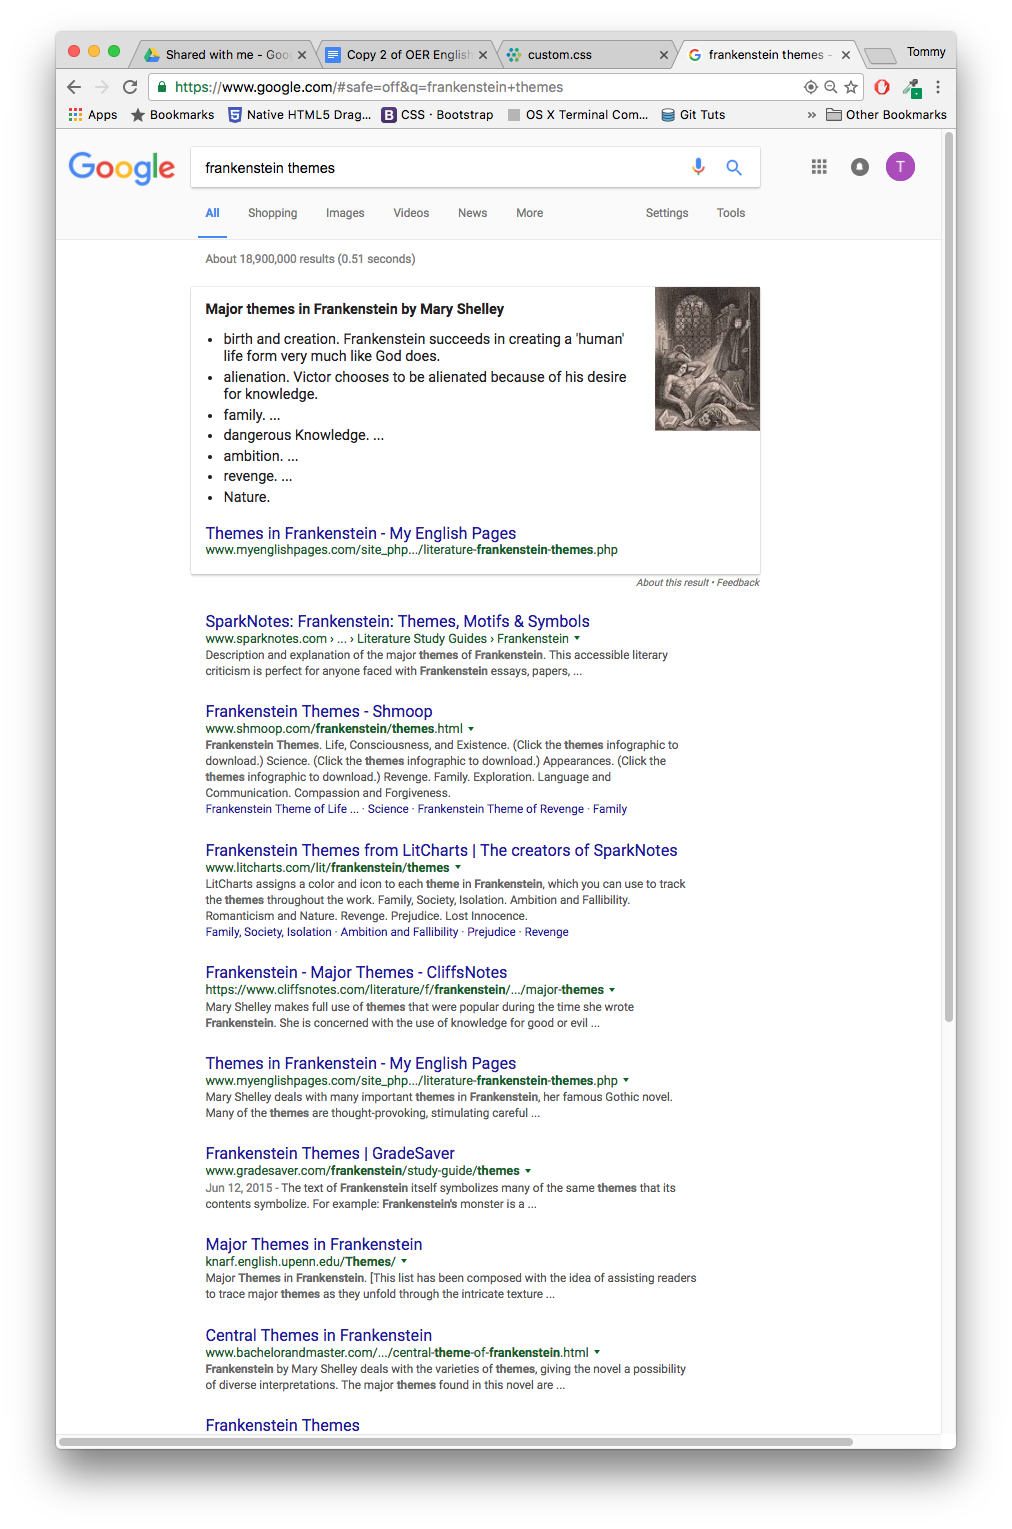 Shared with me - Goo
Copy 2 of OER English
custom.css
frankenstein themes -
Tommy
https://www.google.com/#safe=off&q=frankenstein+themes
Apps
Bookmarks
Native HTML5 Drag...
CSS · Bootstrap
OS X Terminal Com...
Git Tuts
»
Other Bookmarks
Google
frankenstein themes
T
All
Shopping
Images
Videos
News
More
Settings
Tools
About 18,900,000 results (0.51 seconds)
Major themes in Frankenstein by Mary Shelley
• birth and creation. Frankenstein succeeds in creating a 'human'
life form very much like God does.
• alienation. Victor chooses to be alienated because of his desire
for knowledge.
• family. ...
• dangerous Knowledge. ...
• ambition. ...
• revenge. ...
• Nature.
Themes in Frankenstein - My English Pages
www.myenglishpages.com/site_php.../literature-frankenstein-themes.php
About this result • Feedback
SparkNotes: Frankenstein: Themes, Motifs & Symbols
www.sparknotes.com › ... › Literature Study Guides › Frankenstein
Description and explanation of the major themes of Frankenstein. This accessible literary
criticism is perfect for anyone faced with Frankenstein essays, papers, ...
Frankenstein Themes - Shmoop
www.shmoop.com/frankenstein/themes.html
Frankenstein Themes. Life, Consciousness, and Existence. (Click the themes infographic to
download.) Science. (Click the themes infographic to download.) Appearances. (Click the
themes infographic to download.) Revenge. Family. Exploration. Language and
Communication. Compassion and Forgiveness.
Frankenstein Theme of Life ... · Science · Frankenstein Theme of Revenge · Family
Frankenstein Themes from LitCharts | The creators of SparkNotes
www.litcharts.com/lit/frankenstein/themes
LitCharts assigns a color and icon to each theme in Frankenstein, which you can use to track
the themes throughout the work. Family, Society, Isolation. Ambition and Fallibility.
Romanticism and Nature. Revenge. Prejudice. Lost Innocence.
Family, Society, Isolation · Ambition and Fallibility · Prejudice · Revenge
Frankenstein - Major Themes - CliffsNotes
https://www.cliffsnotes.com/literature/f/frankenstein/.../major-themes
Mary Shelley makes full use of themes that were popular during the time she wrote
Frankenstein. She is concerned with the use of knowledge for good or evil ...
Themes in Frankenstein - My English Pages
www.myenglishpages.com/site_php.../literature-frankenstein-themes.php
Mary Shelley deals with many important themes in Frankenstein, her famous Gothic novel.
Many of the themes are thought-provoking, stimulating careful ...
Frankenstein Themes | GradeSaver
www.gradesaver.com/frankenstein/study-guide/themes
Jun 12, 2015 - The text of Frankenstein itself symbolizes many of the same themes that its
contents symbolize. For example: Frankenstein's monster is a ...
Major Themes in Frankenstein
knarf.english.upenn.edu/Themes/
Major Themes in Frankenstein. [This list has been composed with the idea of assisting readers
to trace major themes as they unfold through the intricate texture ...
Central Themes in Frankenstein
www.bachelorandmaster.com/.../central-theme-of-frankenstein.html
Frankenstein by Mary Shelley deals with the varieties of themes, giving the novel a possibility
of diverse interpretations. The major themes found in this novel are ...
Frankenstein Themes